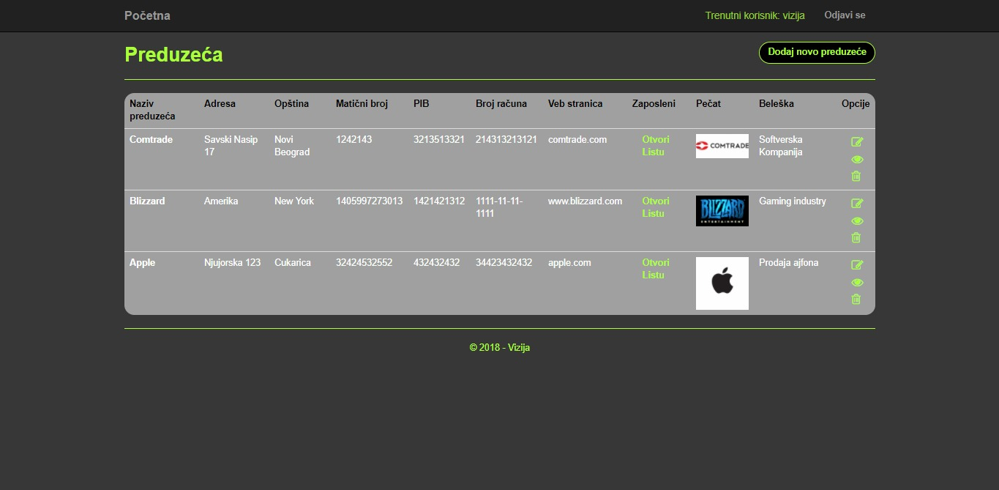 Početna
Trenutni korisnik: vizija
Odjavi se
Preduzeća
Dodaj novo preduzeće
Naziv preduzeća Adresa Opština Matični broj PIB Broj računa Veb stranica Zaposleni Pečat Beleška Opcije
Comtrade Savski Nasip 17 Novi Beograd 1242143 3213513321 214313213121 comtrade.com Otvori Listu COMTRADE Softverska Kompanija
Blizzard Amerika New York 1405997273013 1421421312 1111-11-11-1111 www.blizzard.com Otvori Listu BLIZZARD ENTERTAINMENT Gaming industry
Apple Njujorska 123 Cukarica 32424532552 432432432 34423432432 apple.com Otvori Listu Prodaja ajfona
© 2018 - Vizija